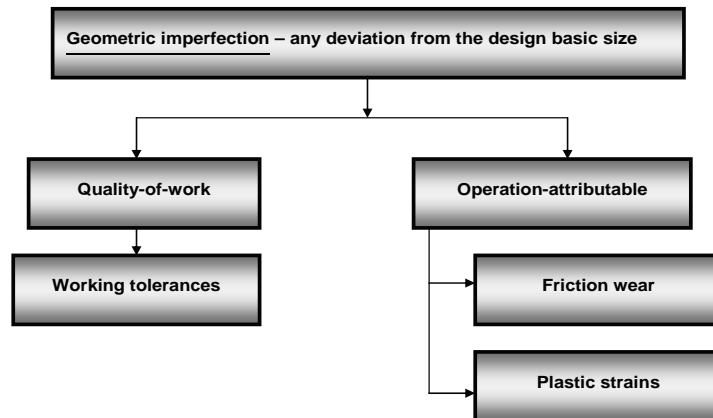 Geometric imperfection – any deviation from the design basic size
Quality-of-work
Operation-attributable
Working tolerances
Friction wear
Plastic strains